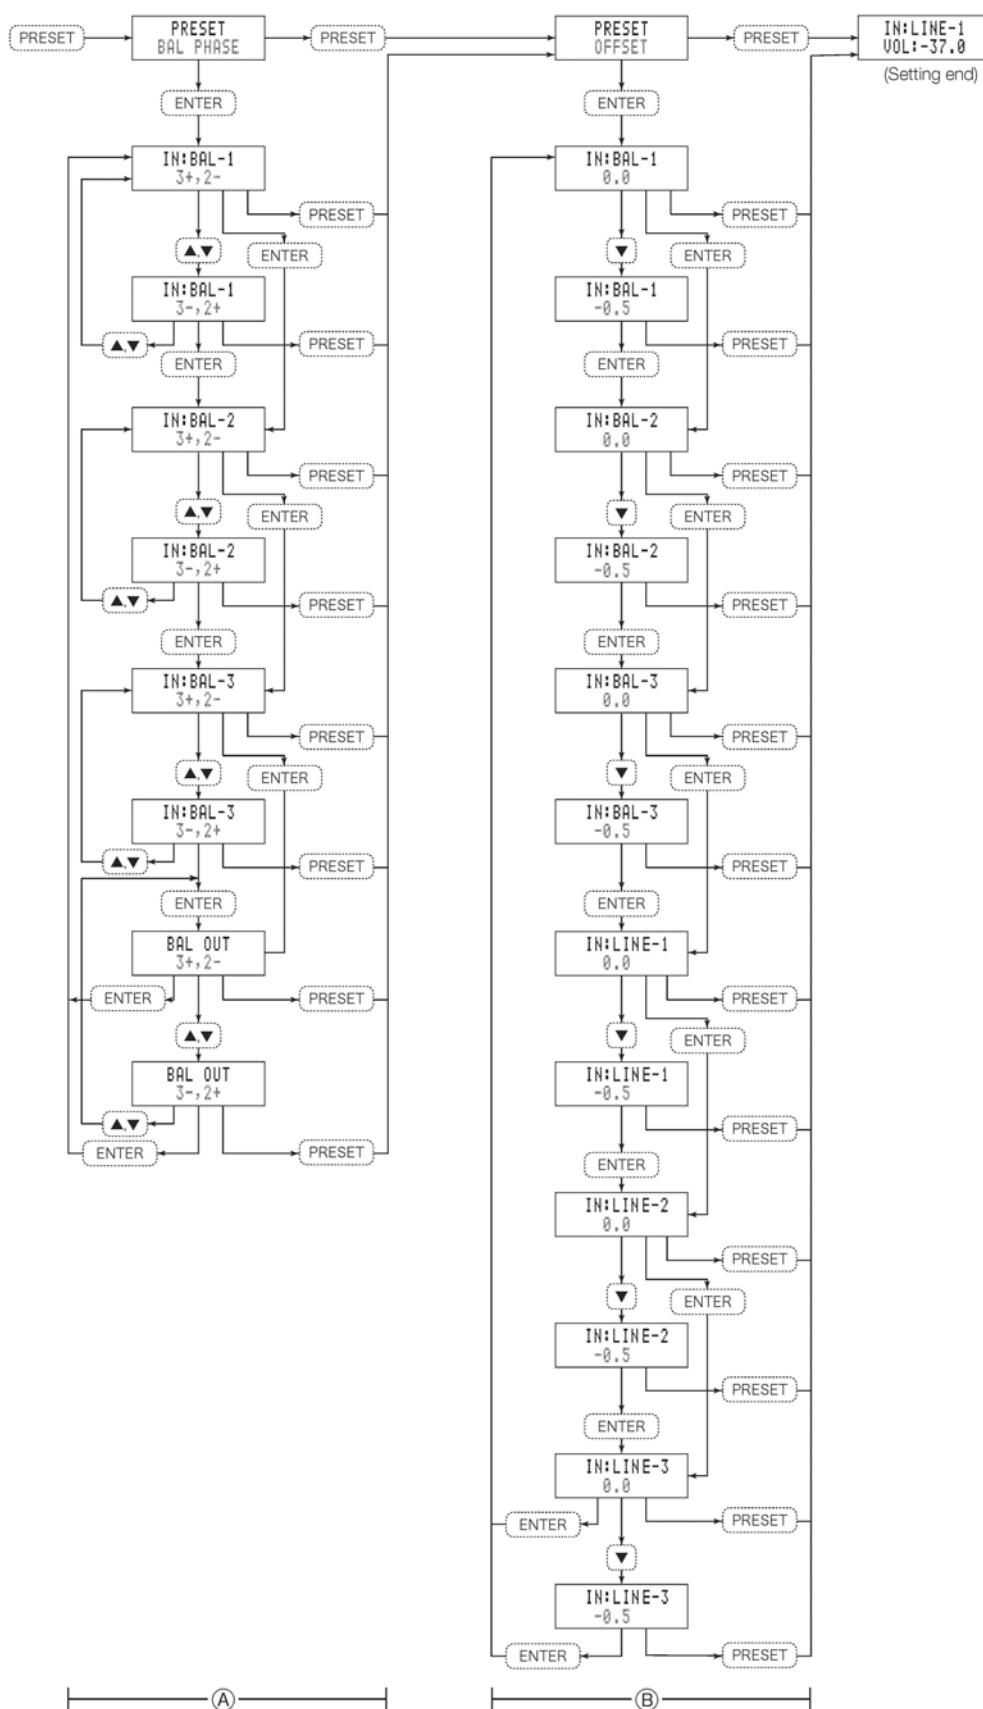 PRESET
PRESET
BAL PHASE
PRESET
PRESET
OFFSET
PRESET
IN:LINE-1
VOL:-37.0
(Setting end)
ENTER
IN:BAL-1
3+,2-
PRESET
▲,▼
ENTER
IN:BAL-1
3-,2+
▲,▼
PRESET
ENTER
IN:BAL-2
3+,2-
PRESET
▲,▼
ENTER
IN:BAL-2
3-,2+
▲,▼
PRESET
ENTER
IN:BAL-3
3+,2-
PRESET
▲,▼
ENTER
IN:BAL-3
3-,2+
▲,▼
PRESET
ENTER
BAL OUT
3+,2-
ENTER
PRESET
▲,▼
BAL OUT
3-,2+
▲,▼
ENTER
PRESET
A
ENTER
IN:BAL-1
0.0
PRESET
▼
ENTER
IN:BAL-1
-0.5
PRESET
ENTER
IN:BAL-2
0.0
PRESET
▼
ENTER
IN:BAL-2
-0.5
PRESET
ENTER
IN:BAL-3
0.0
PRESET
▼
ENTER
IN:BAL-3
-0.5
PRESET
ENTER
IN:LINE-1
0.0
PRESET
▼
ENTER
IN:LINE-1
-0.5
PRESET
ENTER
IN:LINE-2
0.0
PRESET
▼
ENTER
IN:LINE-2
-0.5
PRESET
ENTER
IN:LINE-3
0.0
ENTER
PRESET
▼
IN:LINE-3
-0.5
ENTER
PRESET
B